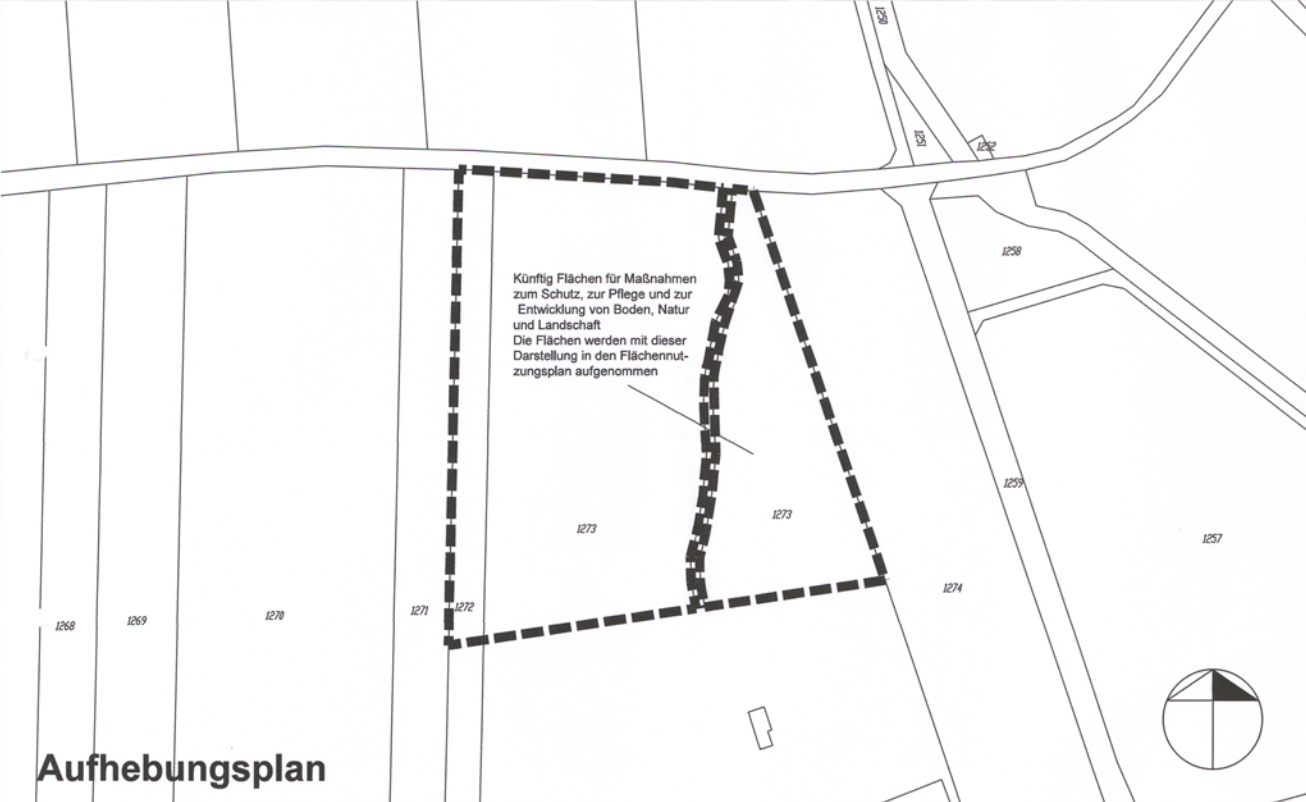 1250
1251
1252
1258
Künftig Flächen für Maßnahmen
zum Schutz, zur Pflege und zur
Entwicklung von Boden, Natur
und Landschaft
Die Flächen werden mit dieser
Darstellung in den Flächennut-
zungsplan aufgenommen
1259
1273
1273
1257
1268
1269
1270
1271
1272
1274
Aufhebungsplan